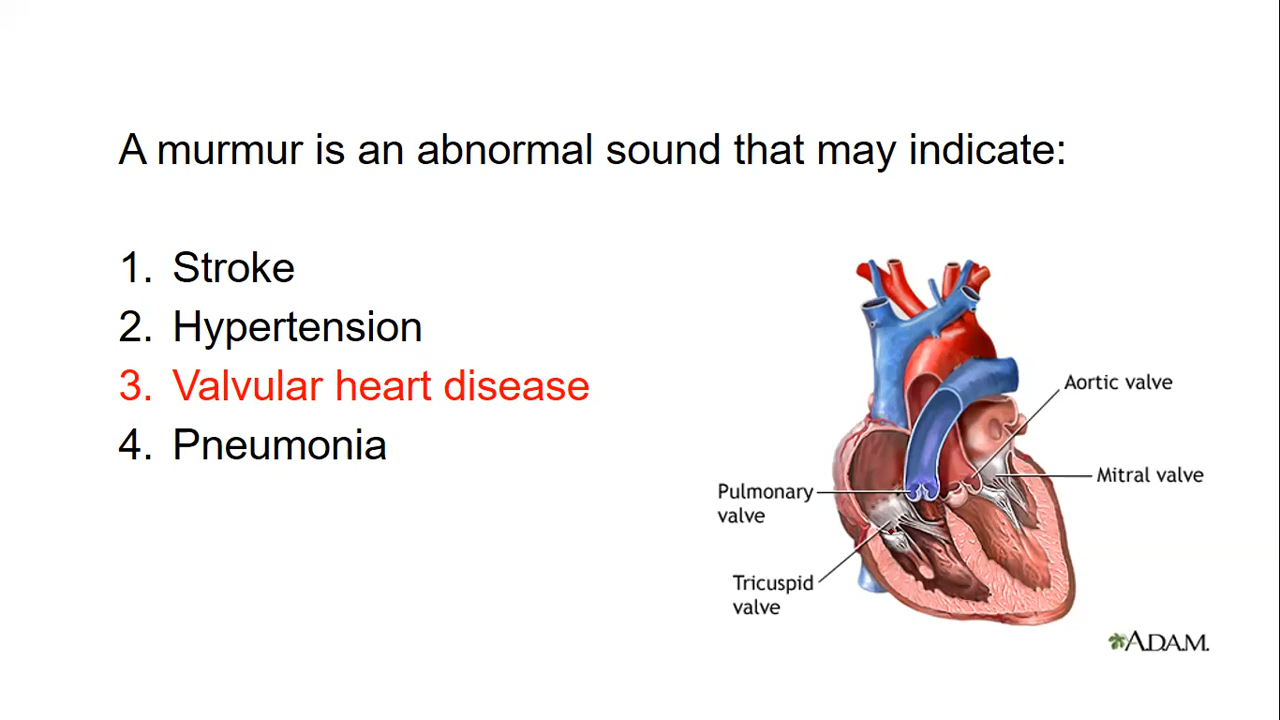 A murmur is an abnormal sound that may indicate:
1. Stroke
2. Hypertension
3. Valvular heart disease
4. Pneumonia
Aortic valve
Mitral valve
Pulmonary
valve
Tricuspid
valve
A.D.A.M.